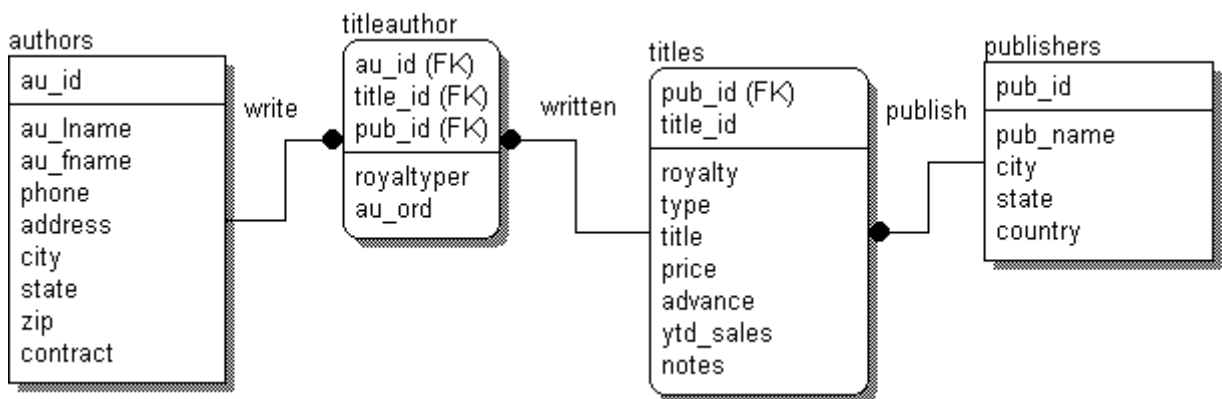 authors
au_id
au_lname
au_fname
phone
address
city
state
zip
contract
write
titleauthor
au_id (FK)
title_id (FK)
pub_id (FK)
royaltyper
au_ord
written
titles
pub_id (FK)
title_id
royalty
type
title
price
advance
ytd_sales
notes
publish
publishers
pub_id
pub_name
city
state
country